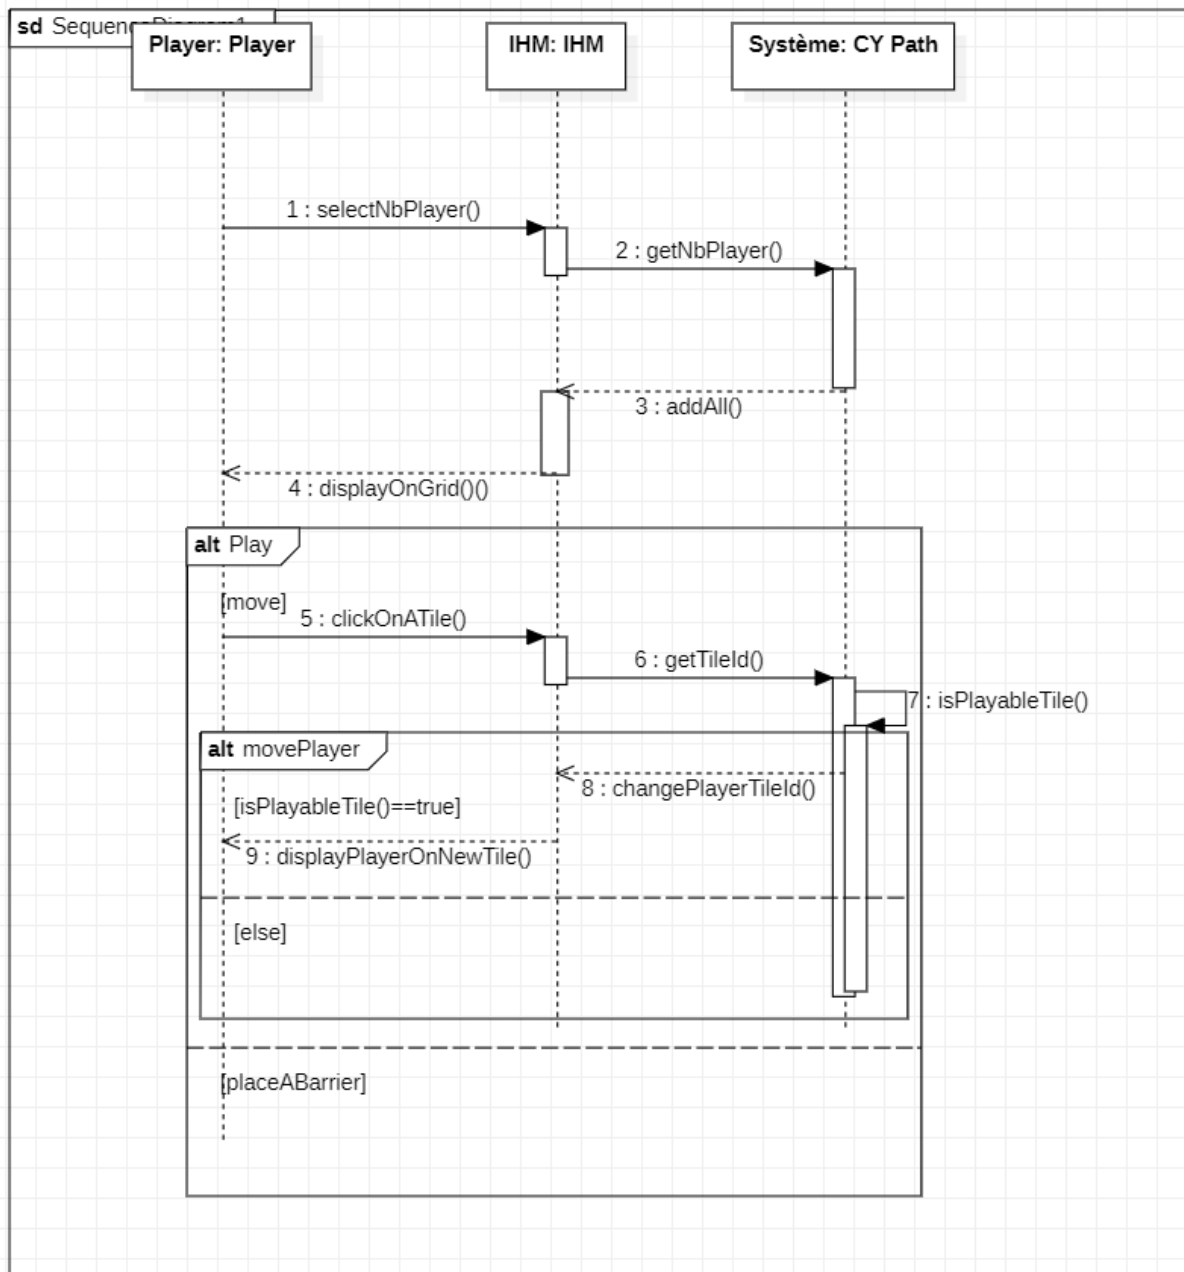 sd SequenceDiagram1
Player: Player
IHM: IHM
Système: CY Path
1 : selectNbPlayer()
2 : getNbPlayer()
3 : addAll()
4 : displayOnGrid()()
alt Play
[move]
5 : clickOnATile()
6 : getTileId()
7 : isPlayableTile()
alt movePlayer
8 : changePlayerTileId()
[isPlayableTile()==true]
9 : displayPlayerOnNewTile()
[else]
[placeABarrier]